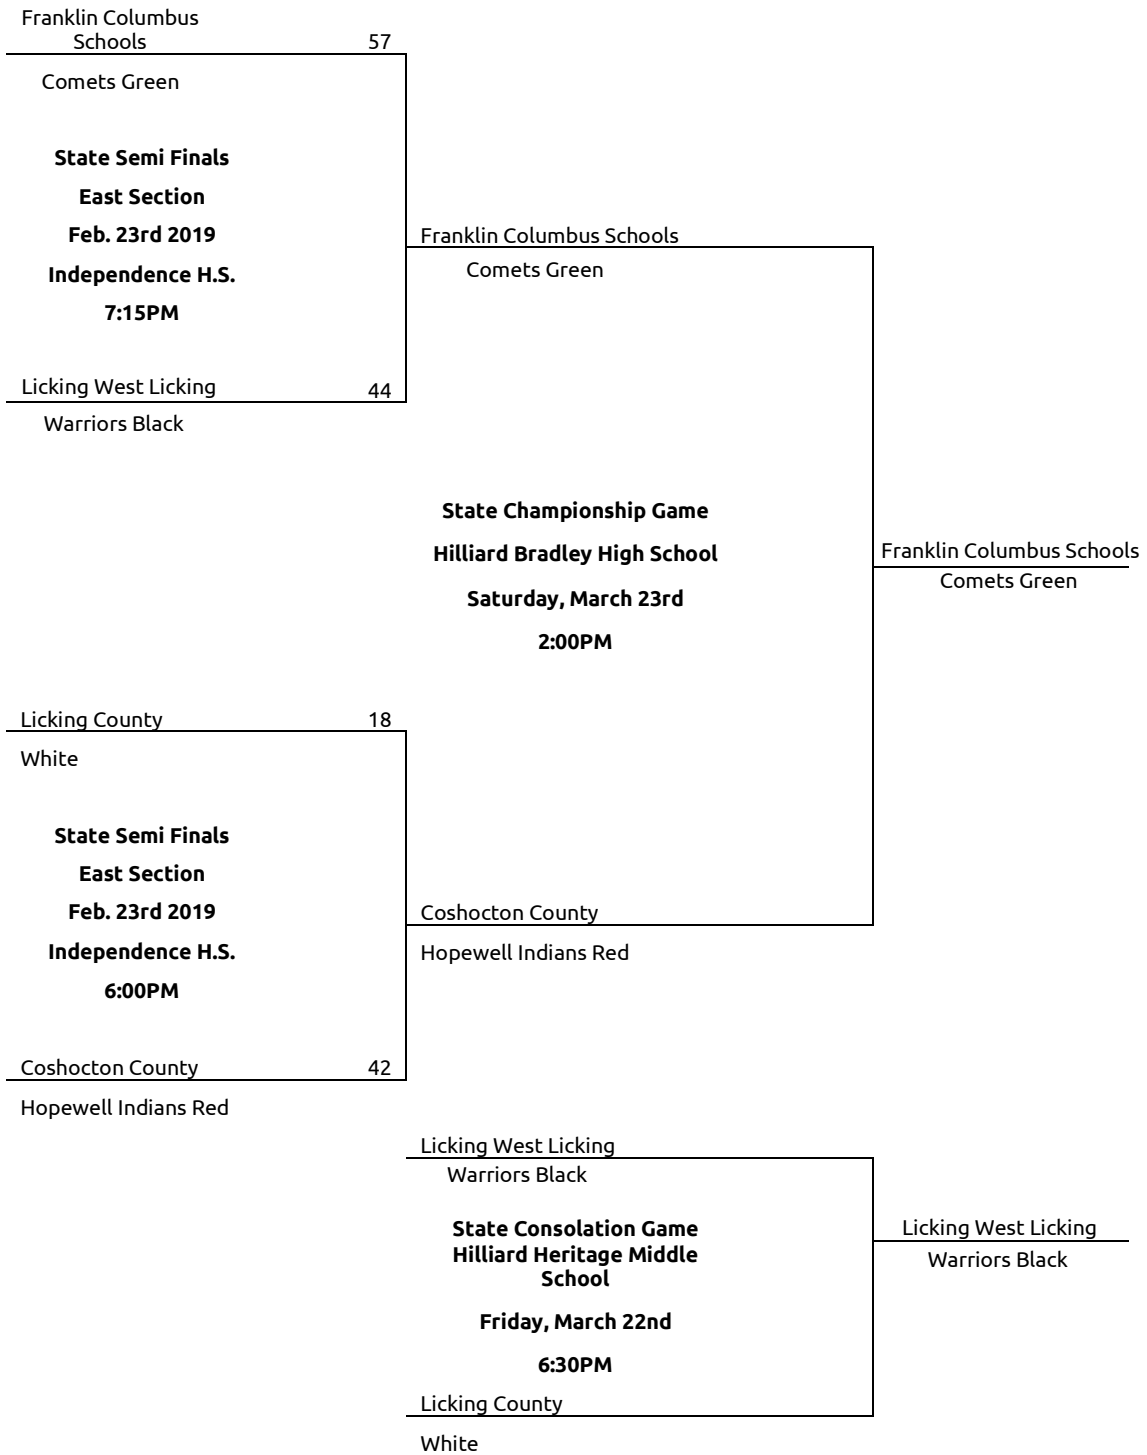 Franklin Columbus
Schools 57
Comets Green
State Semi Finals
East Section
Feb. 23rd 2019
Independence H.S.
7:15PM
Licking West Licking 44
Warriors Black
Franklin Columbus Schools
Comets Green
State Championship Game
Hilliard Bradley High School
Saturday, March 23rd
2:00PM
Franklin Columbus Schools
Comets Green
Licking County 18
White
State Semi Finals
East Section
Feb. 23rd 2019
Independence H.S.
6:00PM
Coshocton County 42
Hopewell Indians Red
Coshocton County
Hopewell Indians Red
Licking West Licking
Warriors Black
State Consolation Game
Hilliard Heritage Middle
School
Friday, March 22nd
6:30PM
Licking County
White
Licking West Licking
Warriors Black